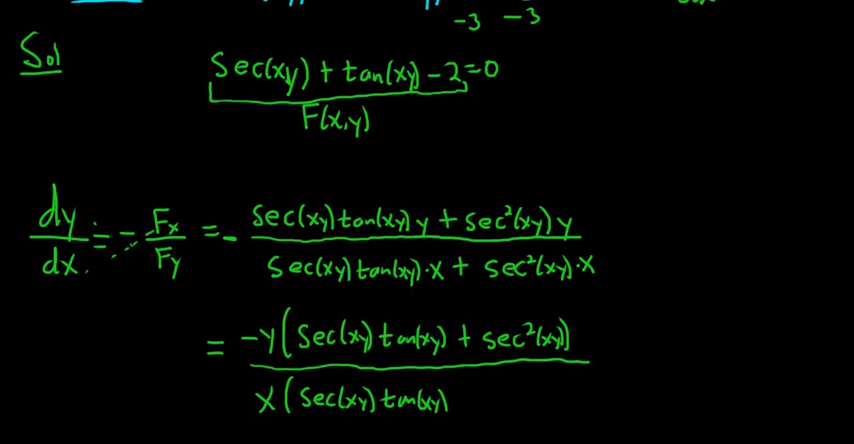 -3 -3
Sol
Sec(xy) + tan(xy) - 2 = 0
F(x,y)
dy/dx = - Fx/Fy = - (sec(xy)tan(xy)y + sec²(xy)y)/(sec(xy)tan(xy)·x + sec²(xy)·x)
= -y(sec(xy)tan(xy) + sec²(xy))/x(sec(xy)tan(xy)